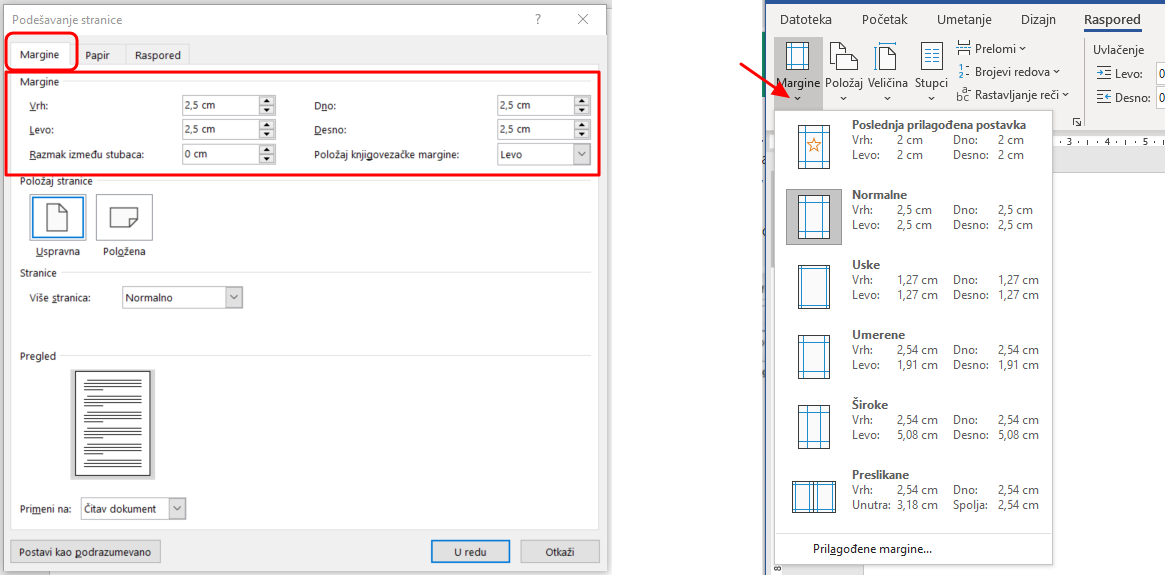 Podešavanje stranice ?
Margine Papir Raspored
Margine
Vrh: 2,5 cm Dno: 2,5 cm
Levo: 2,5 cm Desno: 2,5 cm
Razmak između stubaca: 0 cm Položaj knjigovezačke margine: Levo
Položaj stranice
Uspravna Položena
Stranice
Više stranica: Normalno
Pregled
Primeni na: Čitav dokument
Postavi kao podrazumevano U redu Otkaži
Datoteka Početak Umetanje Dizajn Raspored
Margine Položaj Veličina Stupci
Prelomi
Brojevi redova
Rastavljanje reči
Uvlačenje
Levo: 0
Desno: 0
3 4 5
Poslednja prilagođena postavka
Vrh: 2 cm Dno: 2 cm
Levo: 2 cm Desno: 2 cm
Normalne
Vrh: 2,5 cm Dno: 2,5 cm
Levo: 2,5 cm Desno: 2,5 cm
Uske
Vrh: 1,27 cm Dno: 1,27 cm
Levo: 1,27 cm Desno: 1,27 cm
Umerene
Vrh: 2,54 cm Dno: 2,54 cm
Levo: 1,91 cm Desno: 1,91 cm
Široke
Vrh: 2,54 cm Dno: 2,54 cm
Levo: 5,08 cm Desno: 5,08 cm
Preslikane
Vrh: 2,54 cm Dno: 2,54 cm
Unutra: 3,18 cm Spolja: 2,54 cm
Prilagođene margine...
8